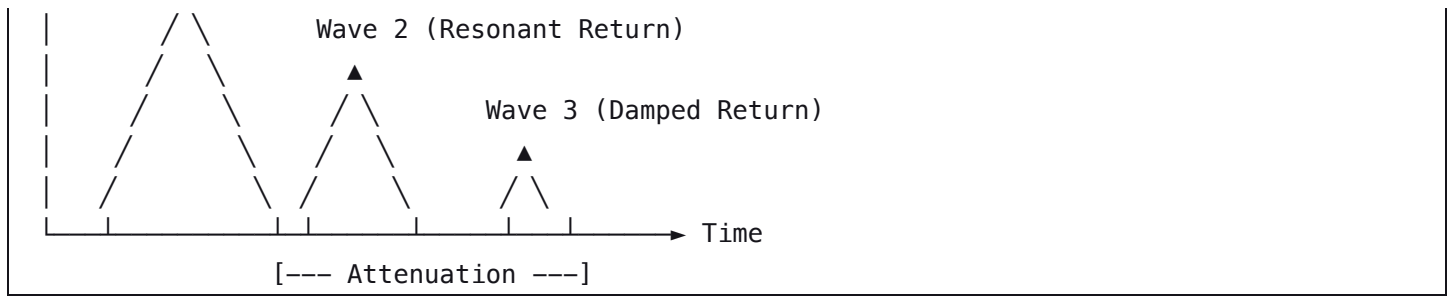 Wave 2 (Resonant Return)
Wave 3 (Damped Return)
Time
[--- Attenuation ---]